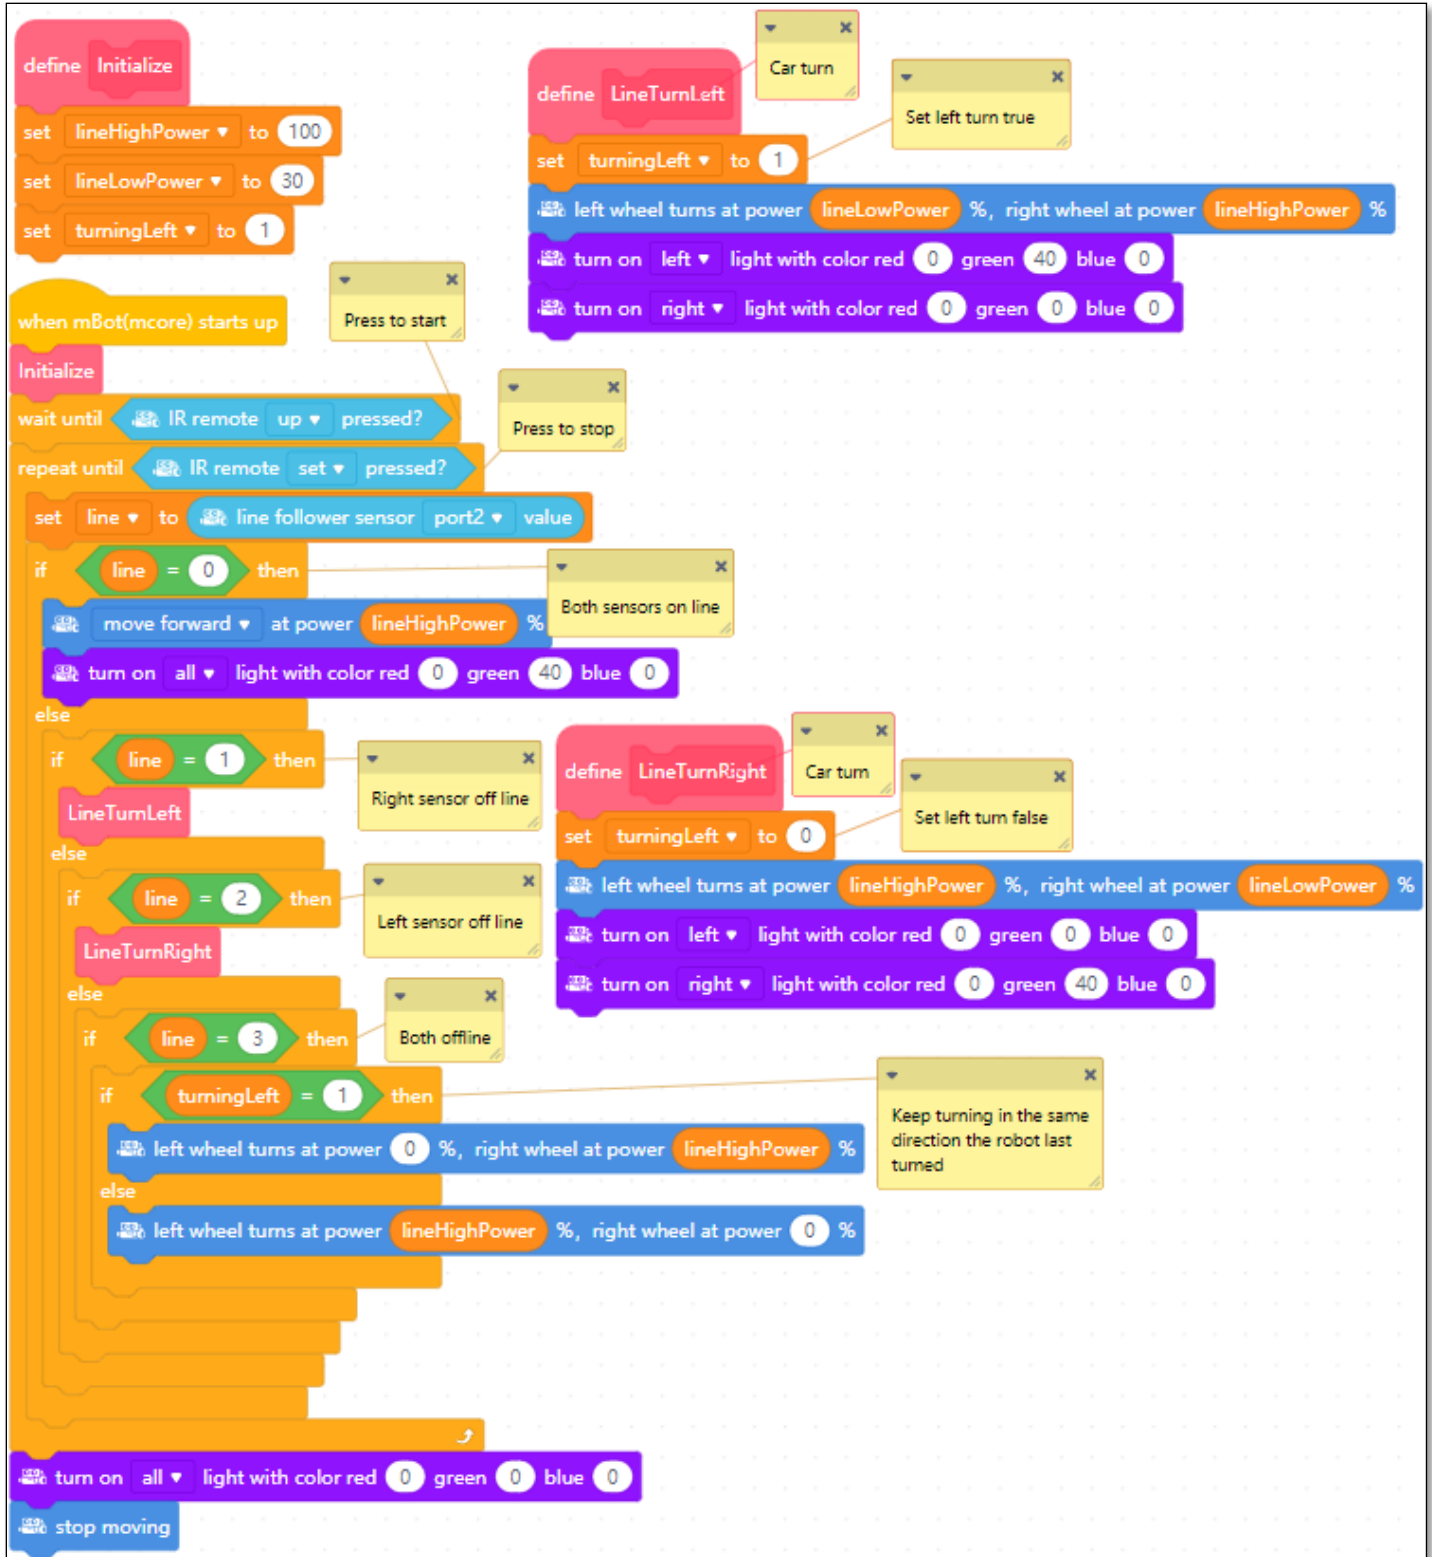 define Initialize
set lineHighPower to 100
set lineLowPower to 30
set turningLeft to 1
when mBot(mcore) starts up
Initialize
wait until IR remote up pressed?
Press to start
repeat until IR remote set pressed?
Press to stop
set line to line follower sensor port2 value
if line = 0 then
Both sensors on line
move forward at power lineHighPower %
turn on all light with color red 0 green 40 blue 0
else
if line = 1 then
Right sensor off line
LineTurnLeft
else
if line = 2 then
Left sensor off line
LineTurnRight
else
if line = 3 then
Both offline
if turningLeft = 1 then
Keep turning in the same
direction the robot last
turned
left wheel turns at power 0 %, right wheel at power lineHighPower %
else
left wheel turns at power lineHighPower %, right wheel at power 0 %
turn on all light with color red 0 green 0 blue 0
stop moving
define LineTurnLeft
Car turn
set turningLeft to 1
Set left turn true
left wheel turns at power lineLowPower %, right wheel at power lineHighPower %
turn on left light with color red 0 green 40 blue 0
turn on right light with color red 0 green 0 blue 0
define LineTurnRight
Car turn
set turningLeft to 0
Set left turn false
left wheel turns at power lineHighPower %, right wheel at power lineLowPower %
turn on left light with color red 0 green 0 blue 0
turn on right light with color red 0 green 40 blue 0